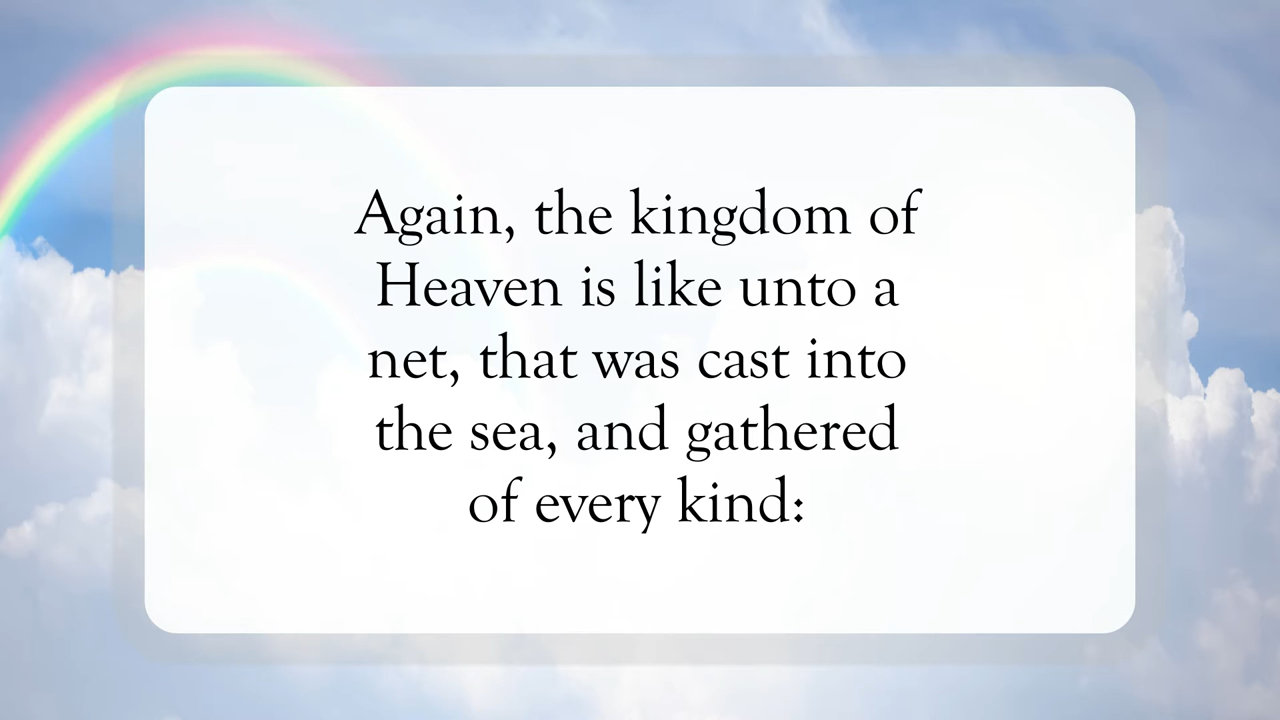 Again, the kingdom of
Heaven is like unto a
net, that was cast into
the sea, and gathered
of every kind: